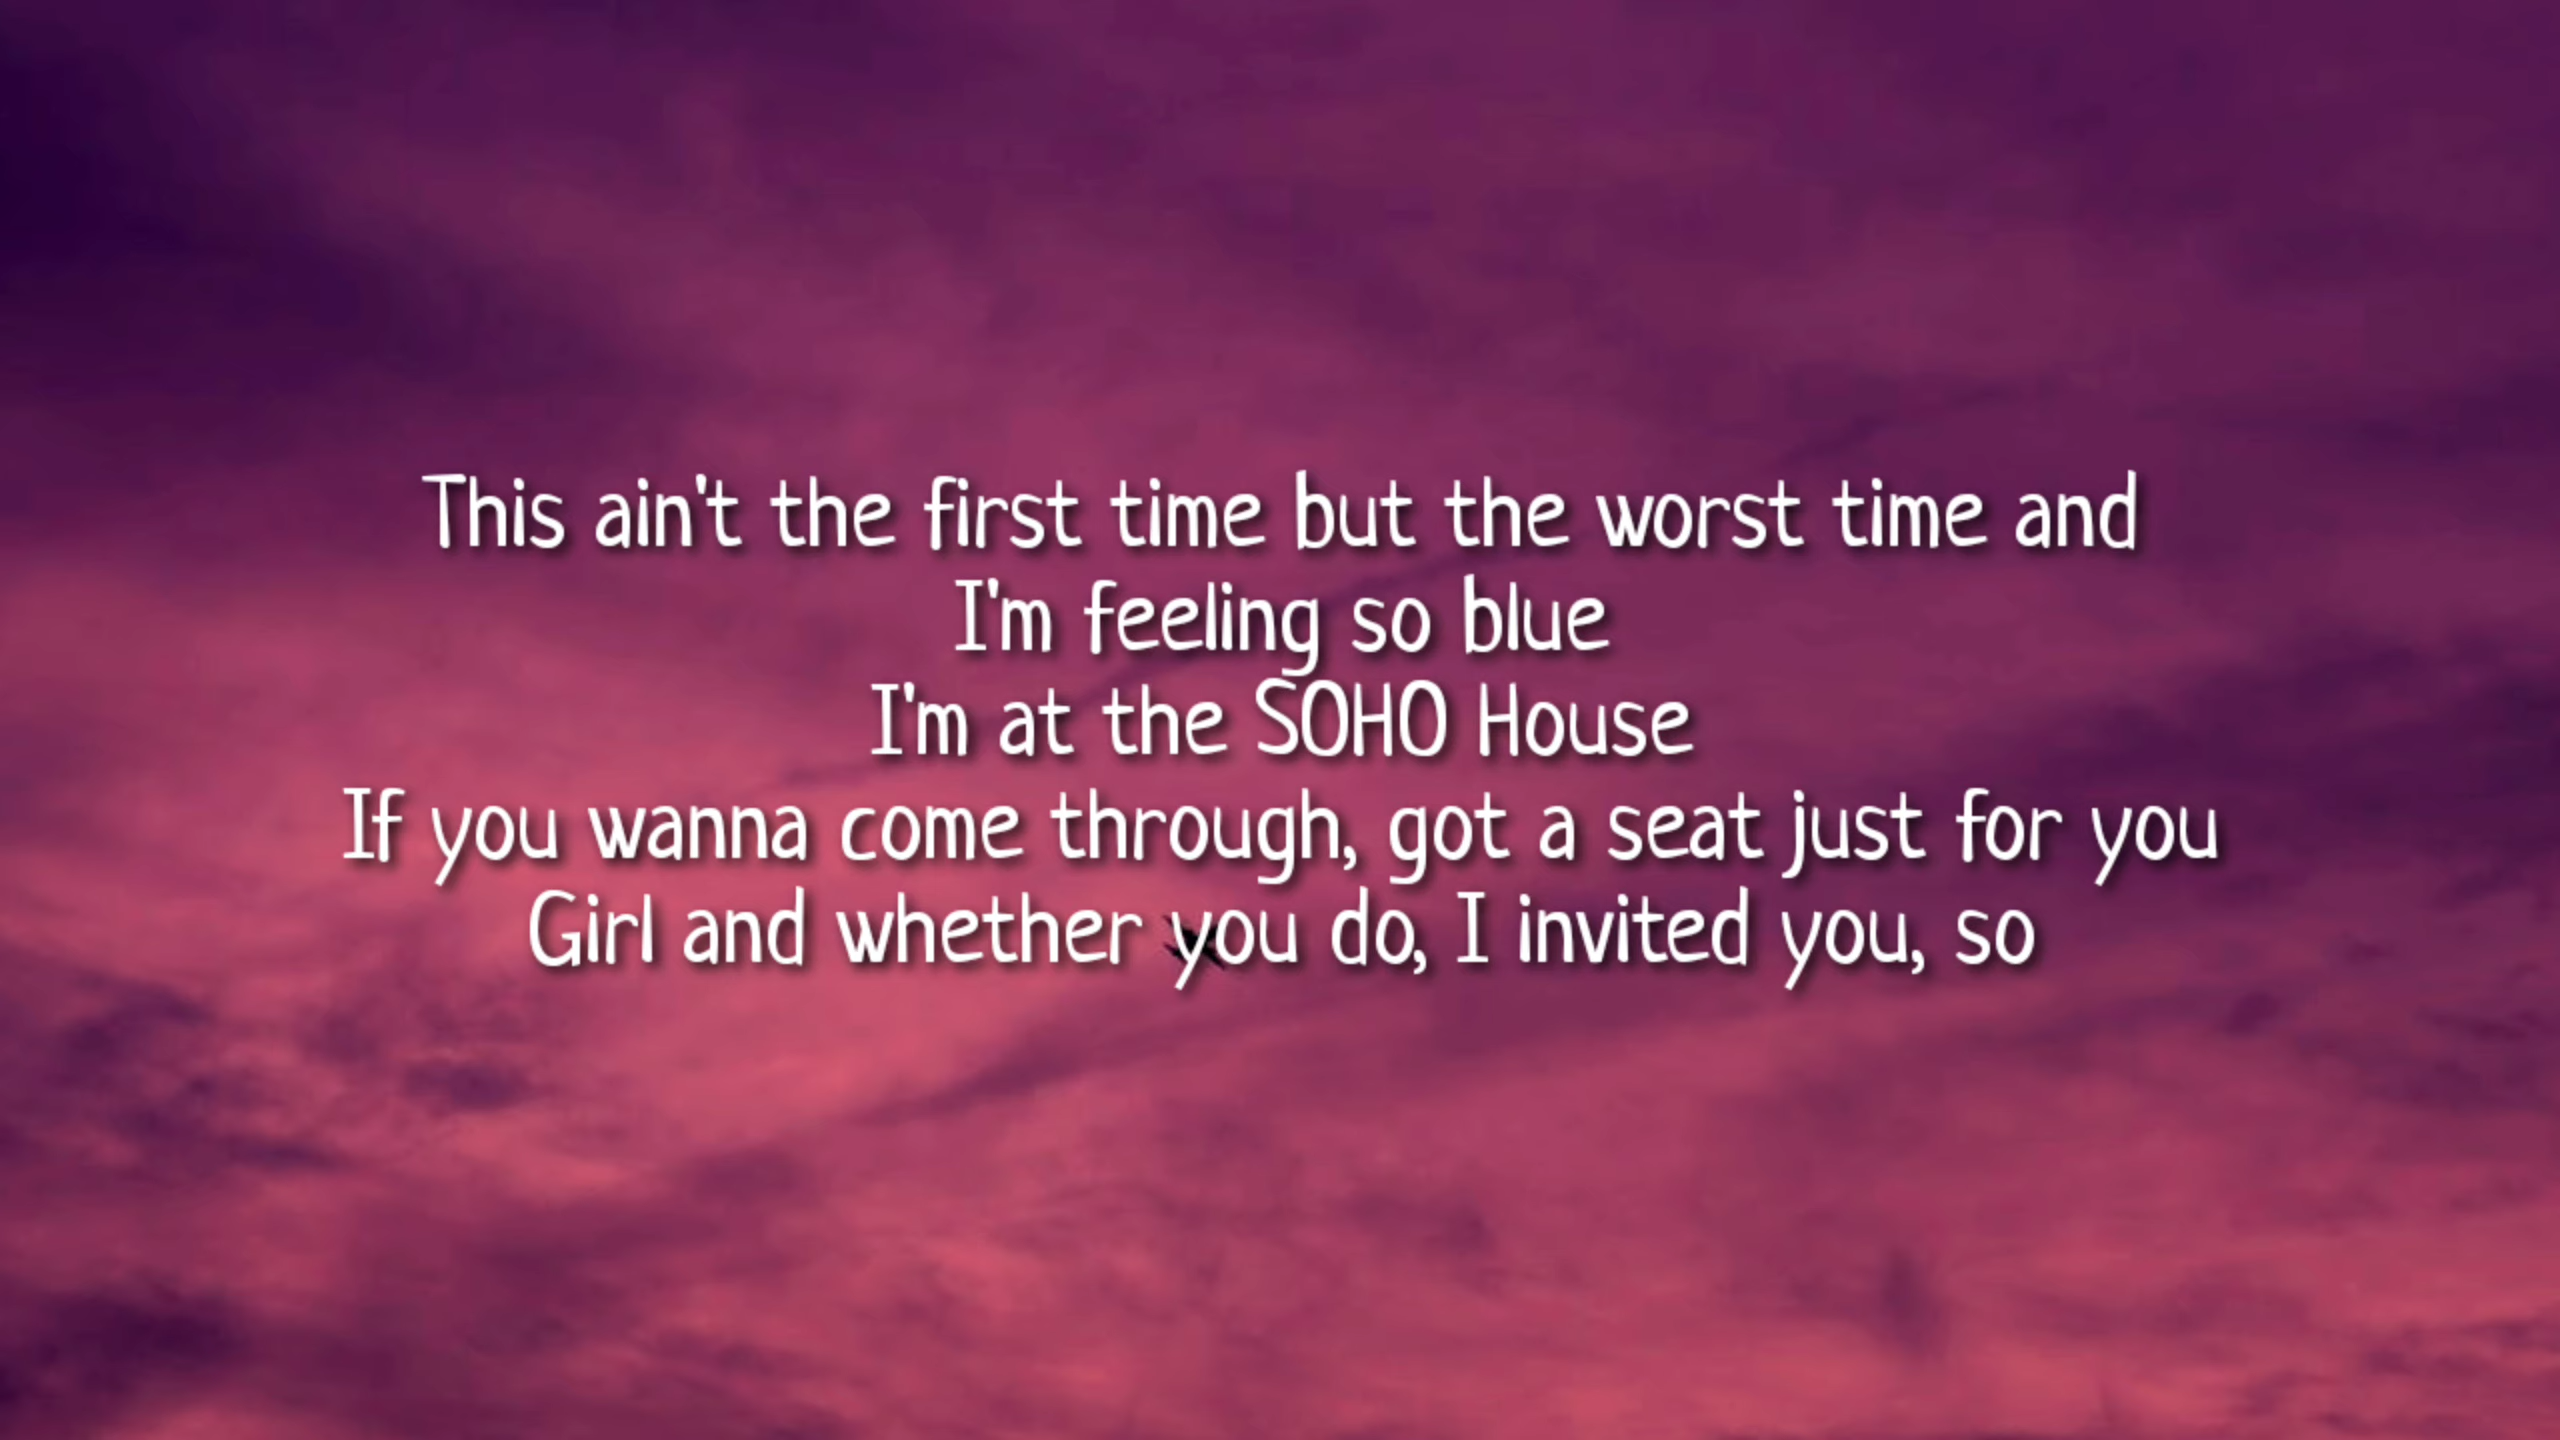 This ain't the first time but the worst time and
I'm feeling so blue
I'm at the SOHO House
If you wanna come through, got a seat just for you
Girl and whether you do, I invited you, so